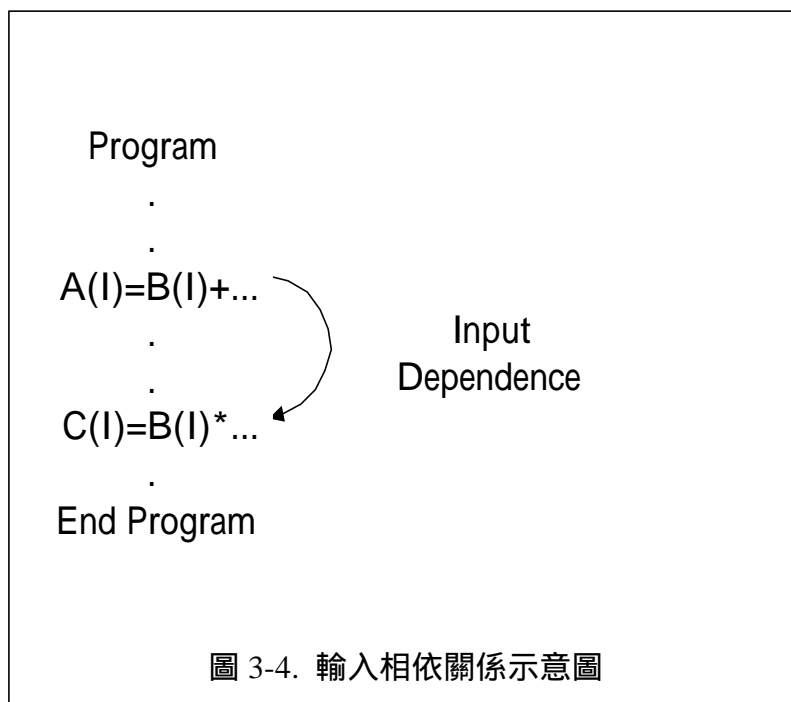 Program
.
.
A(I)=B(I)+...
.
.
C(I)=B(I)*...
.
End Program
Input
Dependence
圖 3-4. 輸入相依關係示意圖